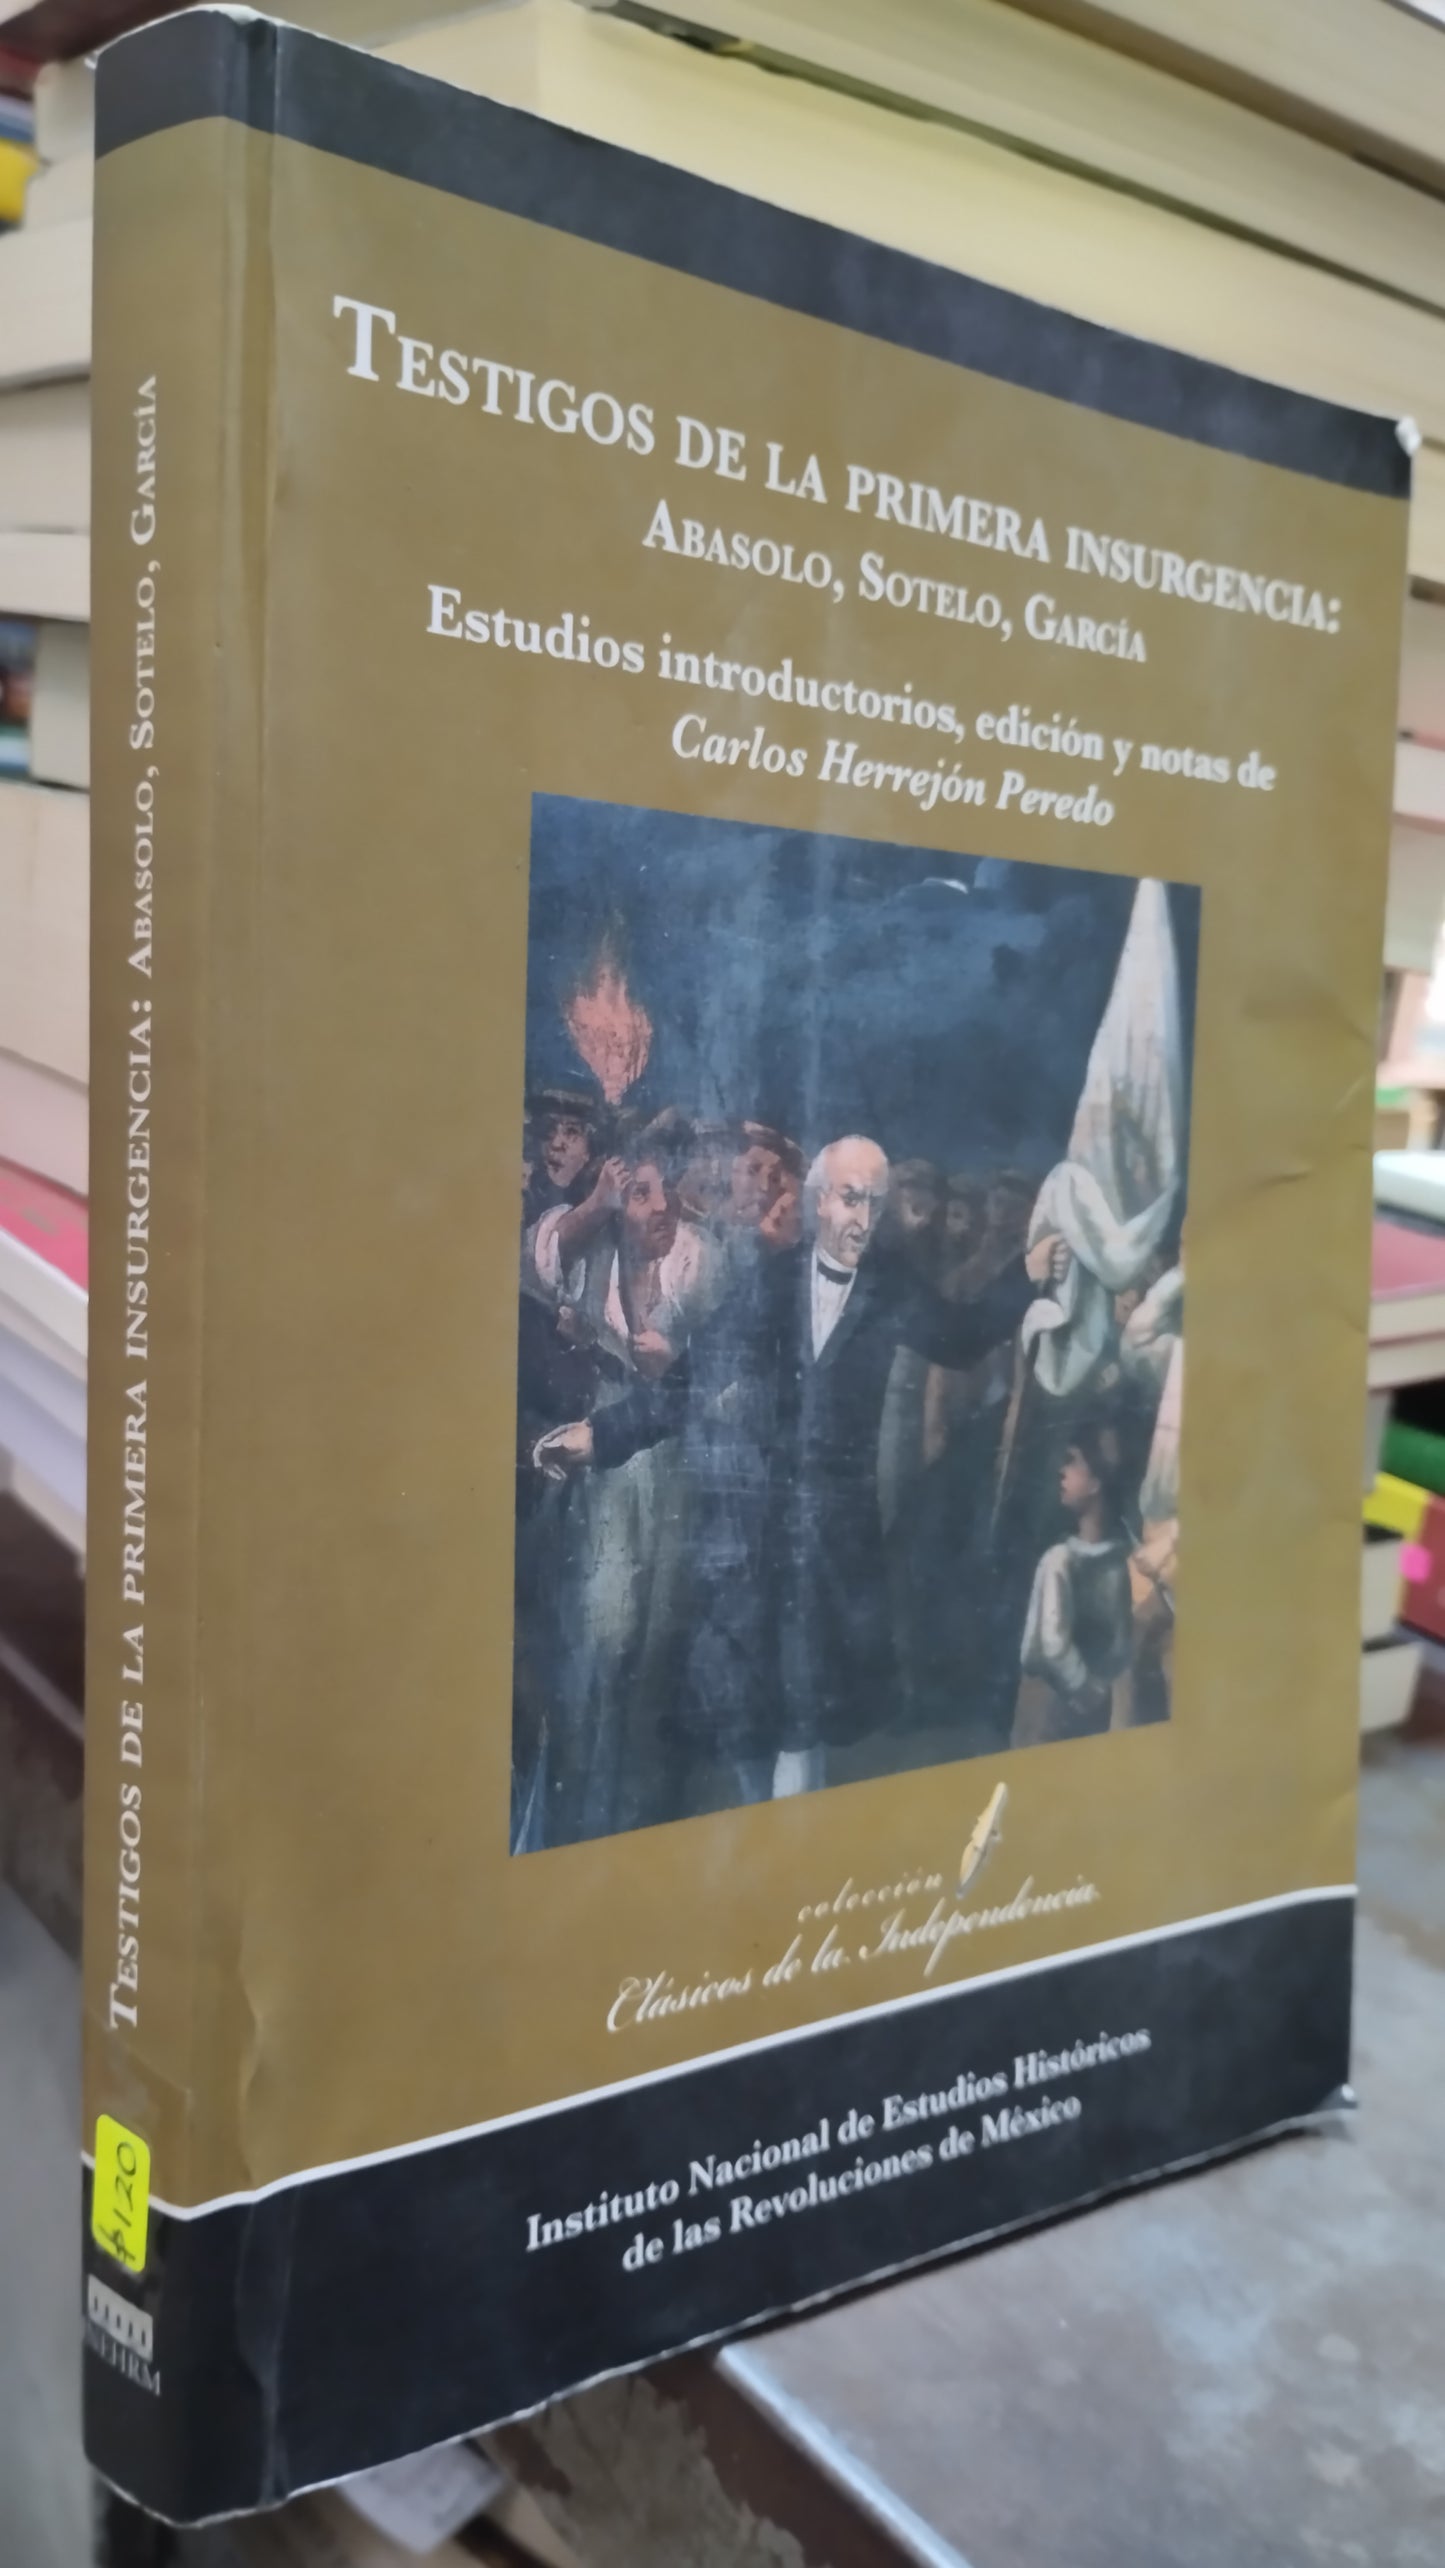 TESTIGOS DE LA PRIMERA INSURGENCIA:
ABASOLO, SOTELO, GARCÍA
Estudios introductorios, edición y notas de
Carlos Herrejón Peredo
colección
Clásicos de la Independencia
Instituto Nacional de Estudios Históricos
de las Revoluciones de México
TESTIGOS DE LA PRIMERA INSURGENCIA: ABASOLO, SOTELO, GARCÍA
$120
INEHRM